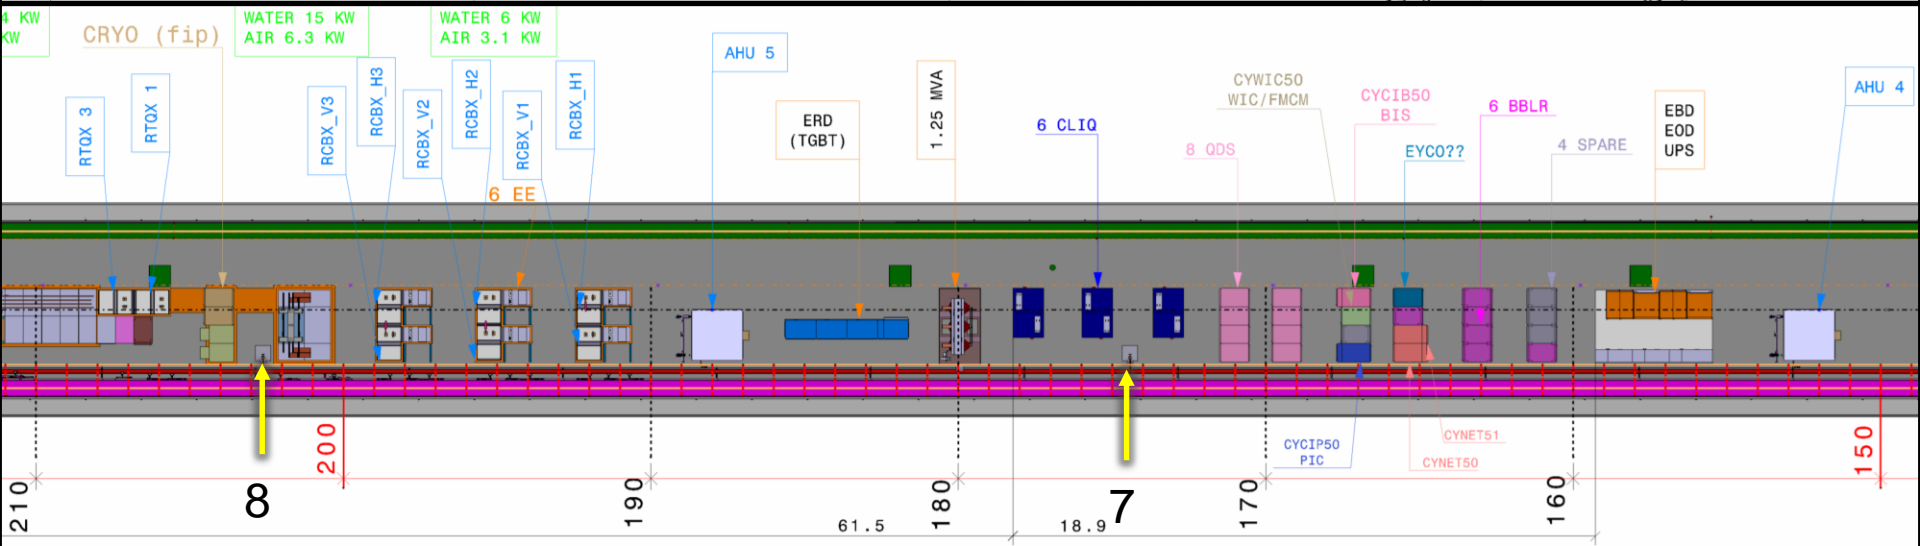 4 KW
KW
CRYO (fip)
WATER 15 KW
AIR 6.3 KW
WATER 6 KW
AIR 3.1 KW
RTQX 3
RTQX 1
RCBX_V3
RCBX_H3
RCBX_V2
RCBX_H2
RCBX_V1
RCBX_H1
6 EE
AHU 5
ERD
(TGBT)
1.25 MVA
6 CLIQ
8 QDS
CYWIC50
WIC/FMCM
CYCIB50
BIS
EYCO??
6 BBLR
4 SPARE
EBD
EOD
UPS
AHU 4
CYCIP50
PIC
CYNET51
CYNET50
210
200
190
180
170
160
150
8
7
61.5
18.9